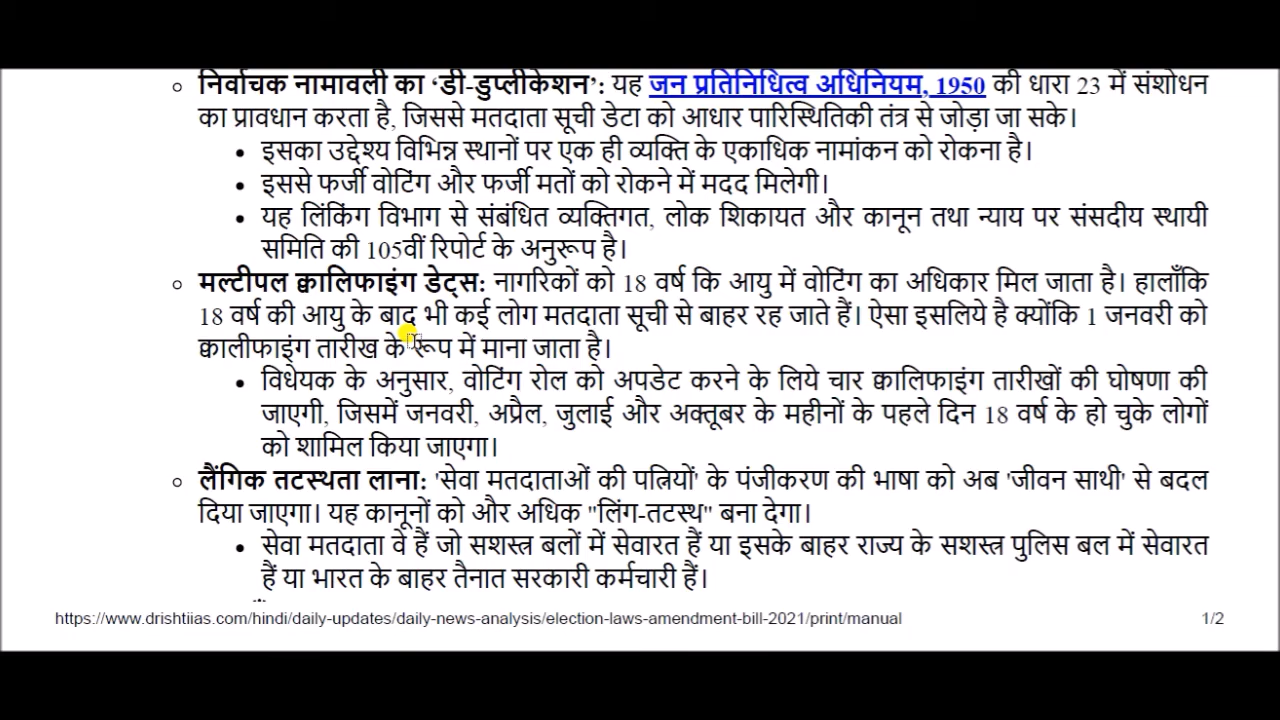 निर्वाचक नामावली का ‘डी-डुप्लीकेशन’: यह जन प्रतिनिधित्व अधिनियम, 1950 की धारा 23 में संशोधन
का प्रावधान करता है, जिससे मतदाता सूची डेटा को आधार पारिस्थितिकी तंत्र से जोड़ा जा सके।
इसका उद्देश्य विभिन्न स्थानों पर एक ही व्यक्ति के एकाधिक नामांकन को रोकना है।
इससे फर्जी वोटिंग और फर्जी मतों को रोकने में मदद मिलेगी।
यह लिंकिंग विभाग से संबंधित व्यक्तिगत, लोक शिकायत और कानून तथा न्याय पर संसदीय स्थायी
समिति की 105वीं रिपोर्ट के अनुरूप है।
मल्टीपल क्वालिफाइंग डेट्स: नागरिकों को 18 वर्ष कि आयु में वोटिंग का अधिकार मिल जाता है। हालाँकि
18 वर्ष की आयु के बाद भी कई लोग मतदाता सूची से बाहर रह जाते हैं। ऐसा इसलिये है क्योंकि 1 जनवरी को
क्वालीफाइंग तारीख के रूप में माना जाता है।
विधेयक के अनुसार, वोटिंग रोल को अपडेट करने के लिये चार क्वालिफाइंग तारीखों की घोषणा की
जाएगी, जिसमें जनवरी, अप्रैल, जुलाई और अक्तूबर के महीनों के पहले दिन 18 वर्ष के हो चुके लोगों
को शामिल किया जाएगा।
लैंगिक तटस्थता लाना: 'सेवा मतदाताओं की पत्नियों' के पंजीकरण की भाषा को अब 'जीवन साथी' से बदल
दिया जाएगा। यह कानूनों को और अधिक "लिंग-तटस्थ" बना देगा।
सेवा मतदाता वे हैं जो सशस्त्र बलों में सेवारत हैं या इसके बाहर राज्य के सशस्त्र पुलिस बल में सेवारत
हैं या भारत के बाहर तैनात सरकारी कर्मचारी हैं।
https://www.drishtiias.com/hindi/daily-updates/daily-news-analysis/election-laws-amendment-bill-2021/print/manual 1/2